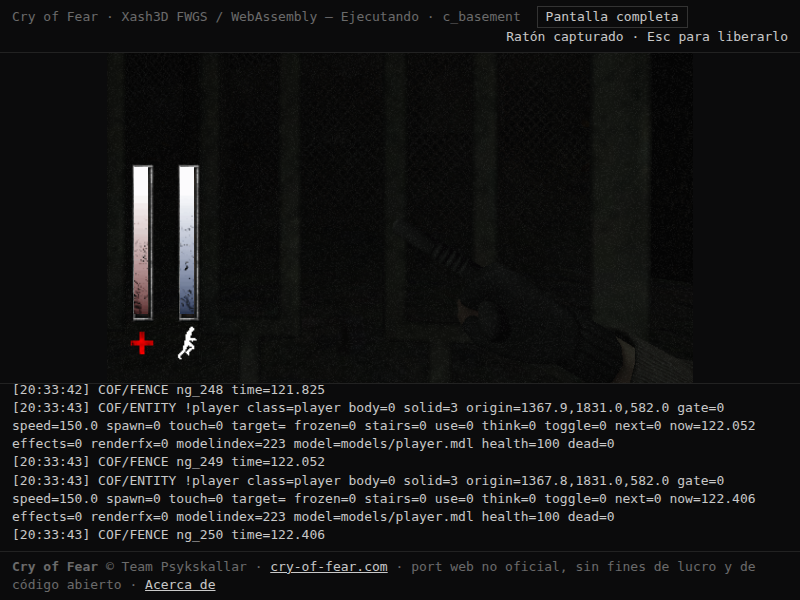 Cry of Fear · Xash3D FWGS / WebAssembly — Ejecutando · c_basement
Pantalla completa
Ratón capturado · Esc para liberarlo
[20:33:42] COF/FENCE ng_248 time=121.825
[20:33:43] COF/ENTITY !player class=player body=0 solid=3 origin=1367.9,1831.0,582.0 gate=0
speed=150.0 spawn=0 touch=0 target= frozen=0 stairs=0 use=0 think=0 toggle=0 next=0 now=122.052
effects=0 renderfx=0 modelindex=223 model=models/player.mdl health=100 dead=0
[20:33:43] COF/FENCE ng_249 time=122.052
[20:33:43] COF/ENTITY !player class=player body=0 solid=3 origin=1367.8,1831.0,582.0 gate=0
speed=150.0 spawn=0 touch=0 target= frozen=0 stairs=0 use=0 think=0 toggle=0 next=0 now=122.406
effects=0 renderfx=0 modelindex=223 model=models/player.mdl health=100 dead=0
[20:33:43] COF/FENCE ng_250 time=122.406
Cry of Fear © Team Psyskallar · cry-of-fear.com · port web no oficial, sin fines de lucro y de
código abierto · Acerca de